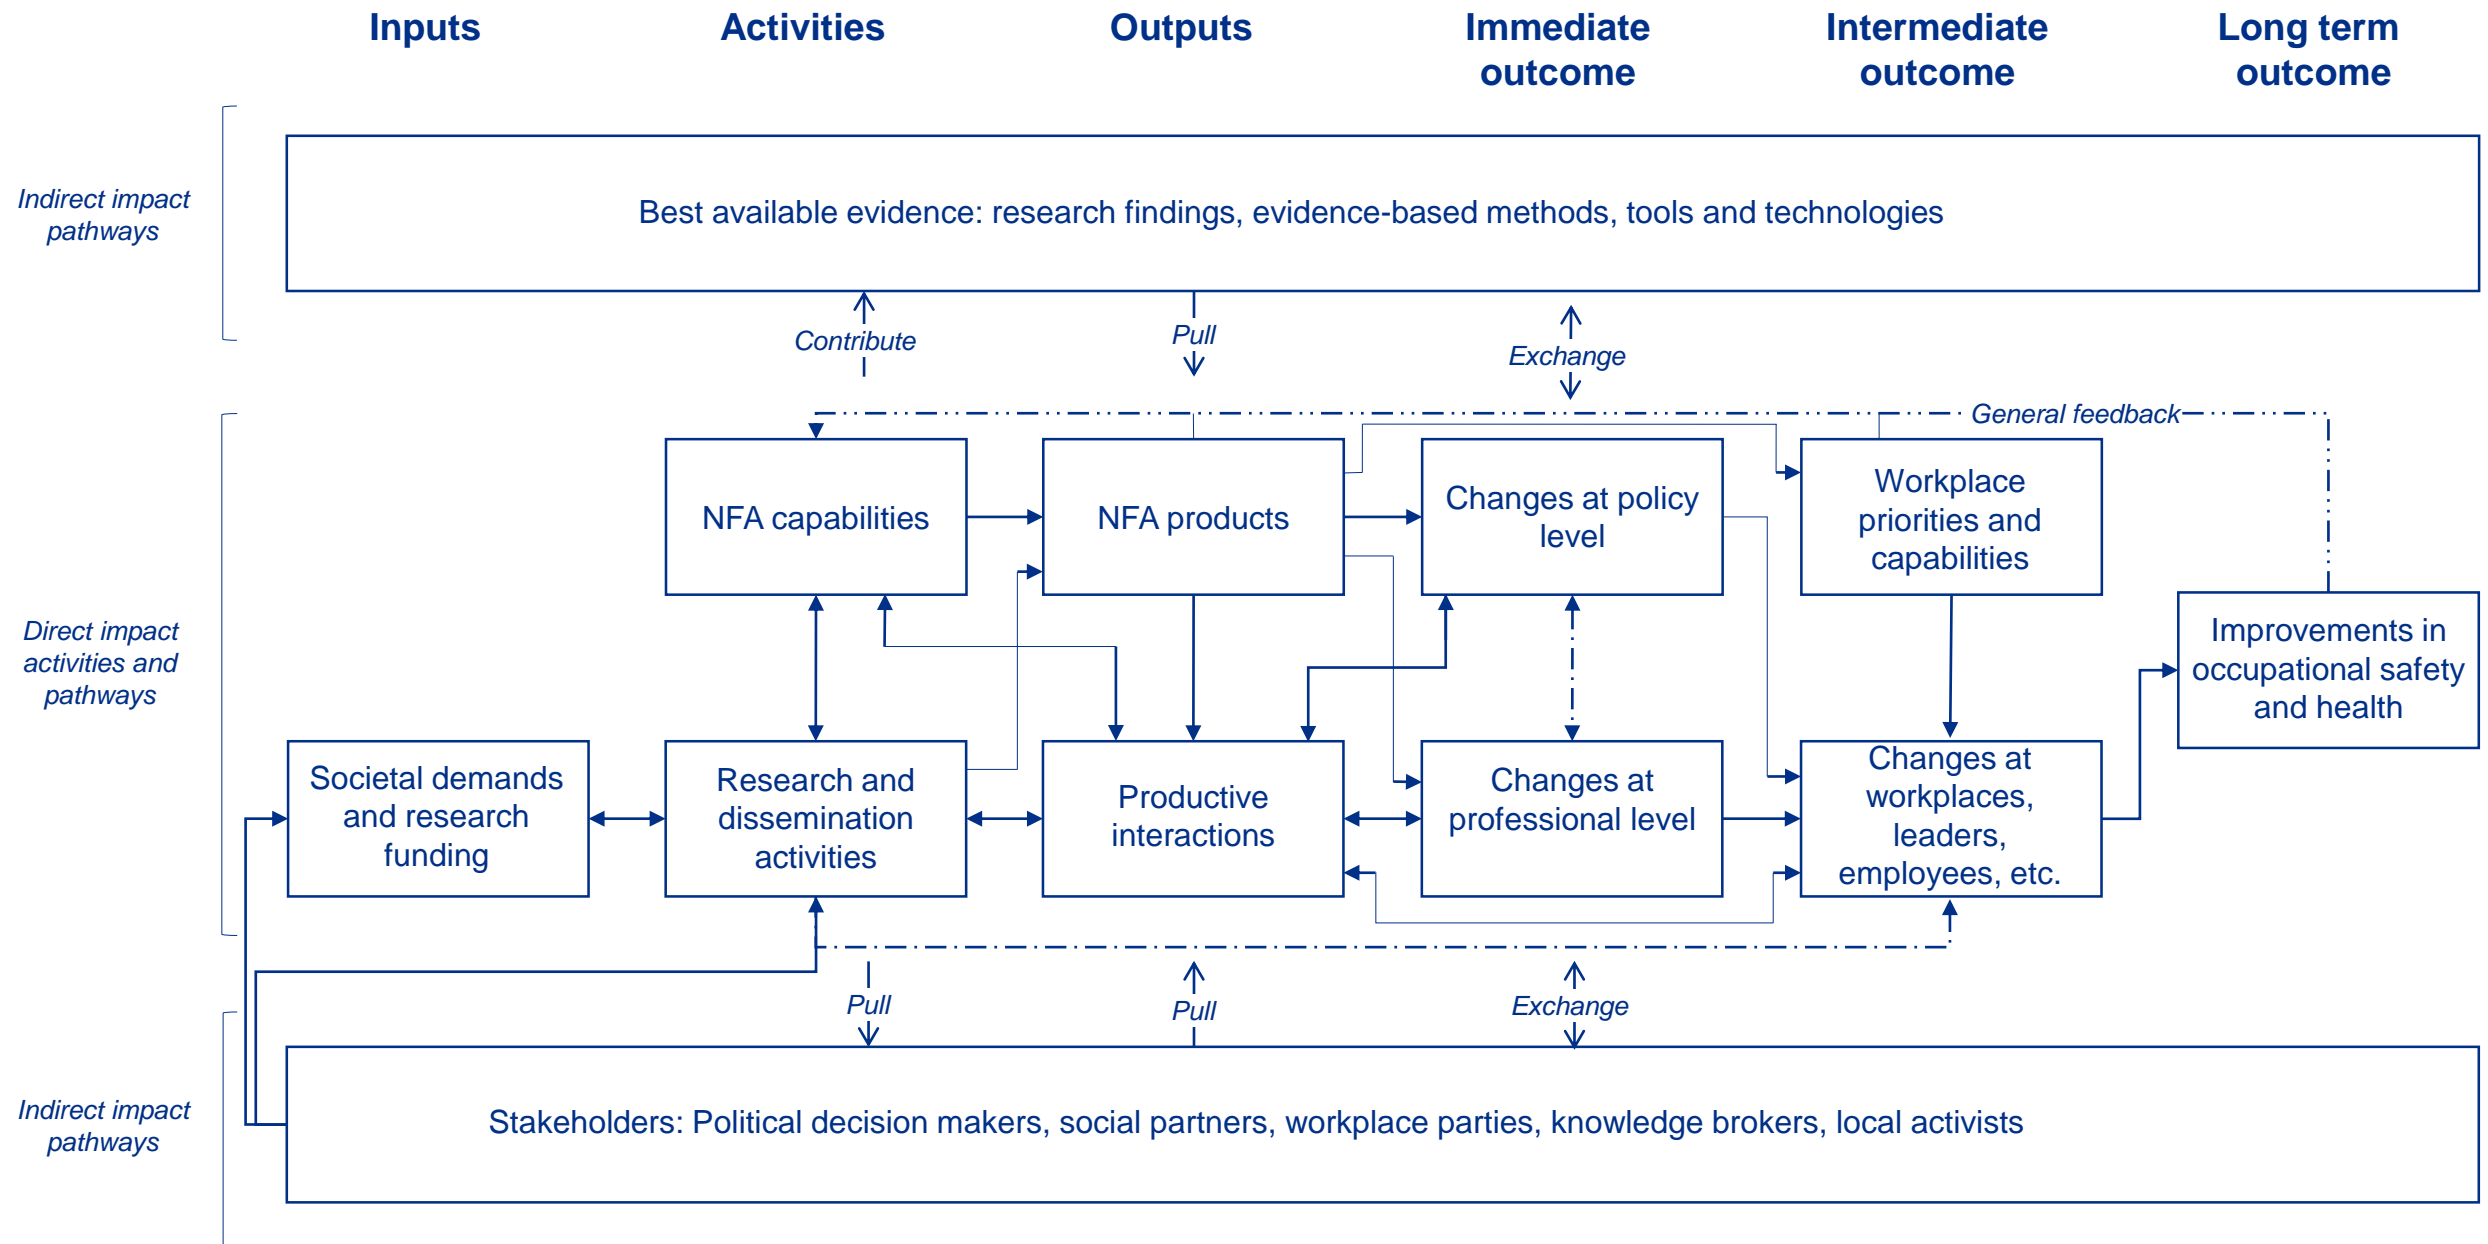 Inputs
Activities
Outputs
Immediate
outcome
Intermediate
outcome
Long term
outcome
Indirect impact
pathways
Best available evidence: research findings, evidence-based methods, tools and technologies
Contribute
Pull
Exchange
General feedback
Direct impact
activities and
pathways
NFA capabilities
NFA products
Changes at policy
level
Workplace
priorities and
capabilities
Improvements in
occupational safety
and health
Societal demands
and research
funding
Research and
dissemination
activities
Productive
interactions
Changes at
professional level
Changes at
workplaces,
leaders,
employees, etc.
Pull
Pull
Exchange
Indirect impact
pathways
Stakeholders: Political decision makers, social partners, workplace parties, knowledge brokers, local activists